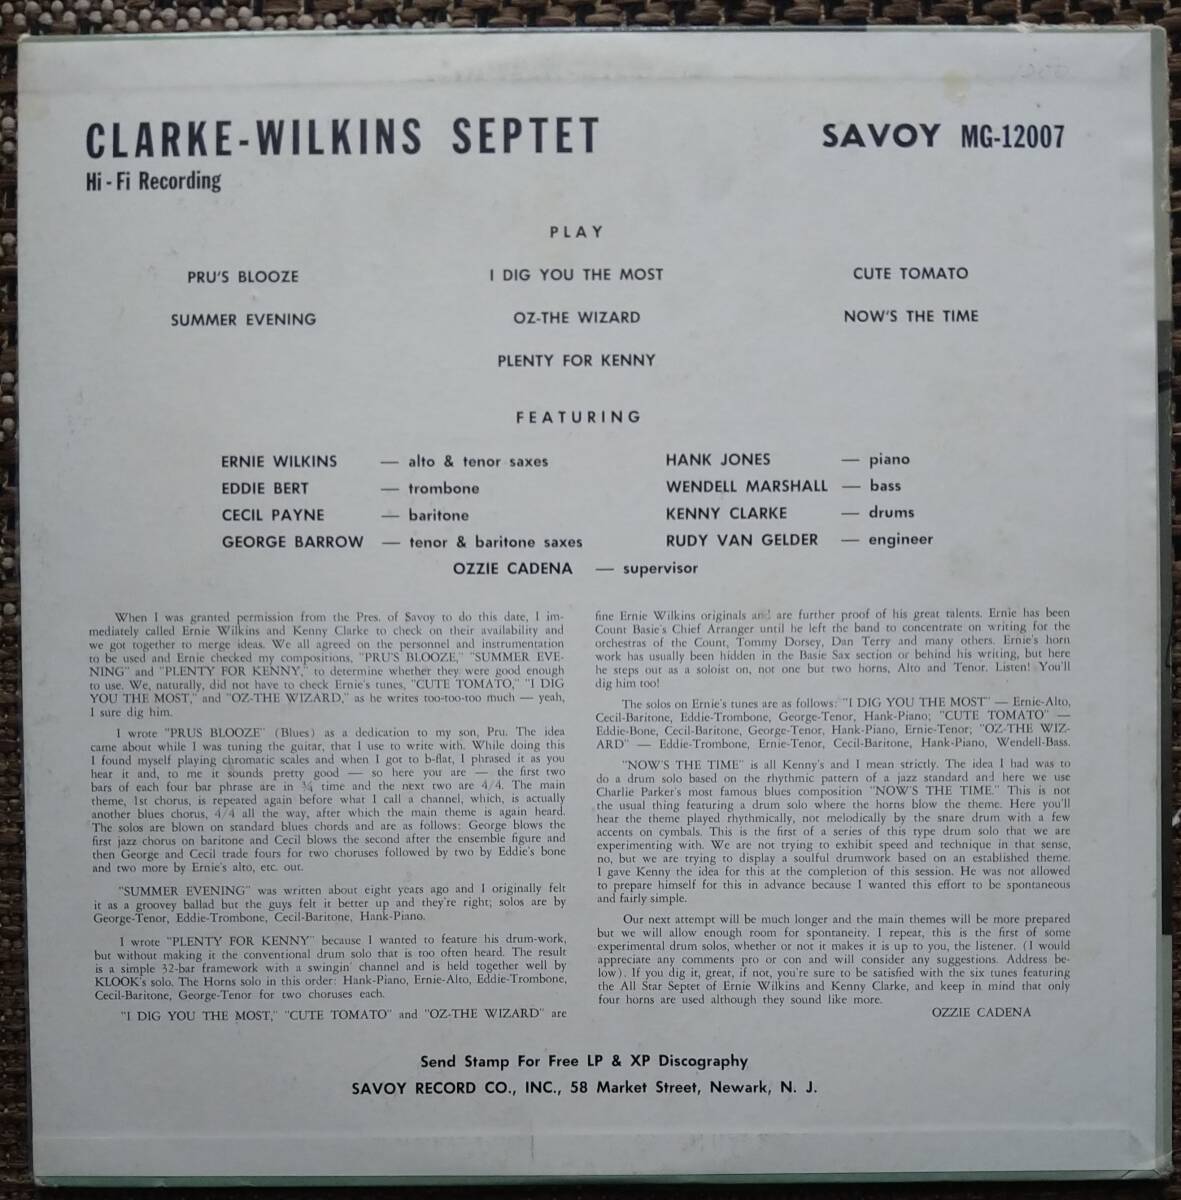 CLARKE-WILKINS SEPTET SAVOY MG-12007
Hi-Fi Recording
PLAY
PRU'S BLOOZE I DIG YOU THE MOST CUTE TOMATO
SUMMER EVENING OZ-THE WIZARD NOW'S THE TIME
PLENTY FOR KENNY
FEATURING
ERNIE WILKINS — alto & tenor saxes HANK JONES — piano
EDDIE BERT — trombone WENDELL MARSHALL — bass
CECIL PAYNE — baritone KENNY CLARKE — drums
GEORGE BARROW — tenor & baritone saxes RUDY VAN GELDER — engineer
OZZIE CADENA — supervisor
When I was granted permission from the Pres. of Savoy to do this date, I im-
mediately called Ernie Wilkins and Kenny Clarke to check on their availability and
we got together to merge ideas. We all agreed on the personnel and instrumentation
to be used and Ernie checked my compositions, "PRU'S BLOOZE," "SUMMER EVE-
NING" and "PLENTY FOR KENNY," to determine whether they were good enough
to use. We, naturally, did not have to check Ernie's tunes, "CUTE TOMATO," "I DIG
YOU THE MOST," and "OZ-THE WIZARD," as he writes too-too-too much — yeah,
I sure dig him.
I wrote "PRUS BLOOZE" (Blues) as a dedication to my son, Pru. The idea
came about while I was tuning the guitar, that I use to write with. While doing this
I found myself playing chromatic scales and when I got to b-flat, I phrased it as you
hear it and, to me it sounds pretty good — so here you are — the first two
bars of each four bar phrase are in ¾ time and the next two are 4/4. The main
theme, 1st chorus, is repeated again before what I call a channel, which, is actually
another blues chorus, 4/4 all the way, after which the main theme is again heard.
The solos are blown on standard blues chords and are as follows: George blows the
first jazz chorus on baritone and Cecil blows the second after the ensemble figure and
then George and Cecil trade fours for two choruses followed by two by Eddie's bone
and two more by Ernie's alto, etc. out.
"SUMMER EVENING" was written about eight years ago and I originally felt
it as a groovey ballad but the guys felt it better up and they're right; solos are by
George-Tenor, Eddie-Trombone, Cecil-Baritone, Hank-Piano.
I wrote "PLENTY FOR KENNY" because I wanted to feature his drum-work,
but without making it the conventional drum solo that is too often heard. The result
is a simple 32-bar framework with a swingin' channel and is held together well by
KLOOK's solo. The Horns solo in this order: Hank-Piano, Ernie-Alto, Eddie-Trombone,
Cecil-Baritone, George-Tenor for two choruses each.
"I DIG YOU THE MOST," "CUTE TOMATO" and "OZ-THE WIZARD" are
fine Ernie Wilkins originals and are further proof of his great talents. Ernie has been
Count Basie's Chief Arranger until he left the band to concentrate on writing for the
orchestras of the Count, Tommy Dorsey, Dan Terry and many others. Ernie's horn
work has usually been hidden in the Basie Sax section or behind his writing, but here
he steps out as a soloist on, not one but two horns, Alto and Tenor. Listen! You'll
dig him too!
The solos on Ernie's tunes are as follows: "I DIG YOU THE MOST" — Ernie-Alto,
Cecil-Baritone, Eddie-Trombone, George-Tenor, Hank-Piano; "CUTE TOMATO" —
Eddie-Bone, Cecil-Baritone, George-Tenor, Hank-Piano, Ernie-Tenor; "OZ-THE WIZ-
ARD" — Eddie-Trombone, Ernie-Tenor, Cecil-Baritone, Hank-Piano, Wendell-Bass.
"NOW'S THE TIME" is all Kenny's and I mean strictly. The idea I had was to
do a drum solo based on the rhythmic pattern of a jazz standard and here we use
Charlie Parker's most famous blues composition "NOW'S THE TIME." This is not
the usual thing featuring a drum solo where the horns blow the theme. Here you'll
hear the theme played rhythmically, not melodically by the snare drum with a few
accents on cymbals. This is the first of a series of this type drum solo that we are
experimenting with. We are not trying to exhibit speed and technique in that sense,
no, but we are trying to display a soulful drumwork based on an established theme.
I gave Kenny the idea for this at the completion of this session. He was not allowed
to prepare himself for this in advance because I wanted this effort to be spontaneous
and fairly simple.
Our next attempt will be much longer and the main themes will be more prepared
but we will allow enough room for spontaneity. I repeat, this is the first of some
experimental drum solos, whether or not it makes it is up to you, the listener. (I would
appreciate any comments pro or con and will consider any suggestions. Address be-
low). If you dig it, great, if not, you're sure to be satisfied with the six tunes featuring
the All Star Septet of Ernie Wilkins and Kenny Clarke, and keep in mind that only
four horns are used although they sound like more.
OZZIE CADENA
Send Stamp For Free LP & XP Discography
SAVOY RECORD CO., INC., 58 Market Street, Newark, N. J.